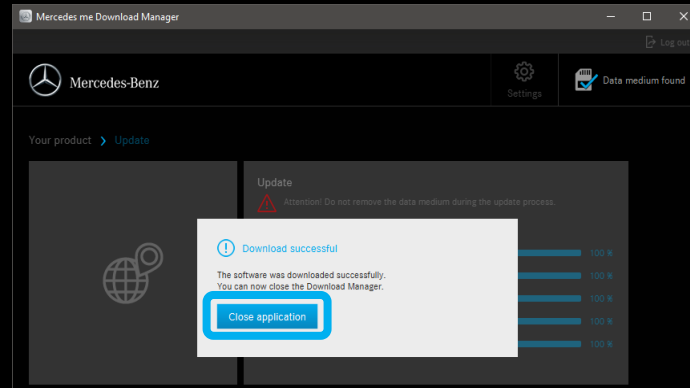 Mercedes me Download Manager
Log out
Mercedes-Benz
Settings
Data medium found
Your product
Update
Update
Attention! Do not remove the data medium during the update process.
Download successful
The software was downloaded successfully.
You can now close the Download Manager.
Close application
100 %
100 %
100 %
100 %
100 %